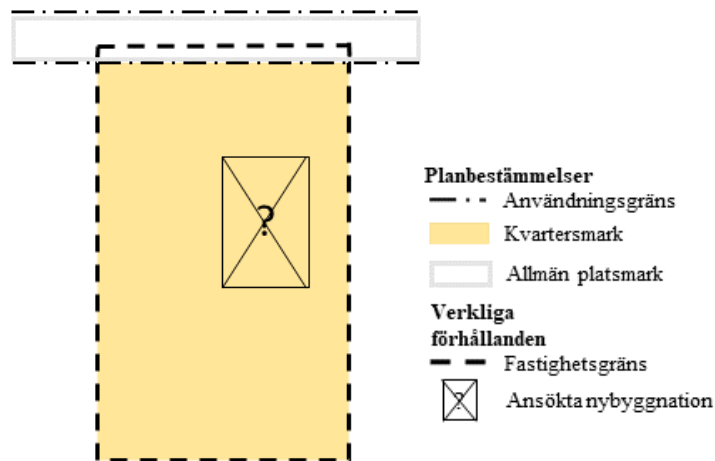 ?
Planbestämmelser
Användningsgräns
Kvartersmark
Allmän platsmark
Verkliga
förhållanden
Fastighetsgräns
? Ansökta nybyggnation